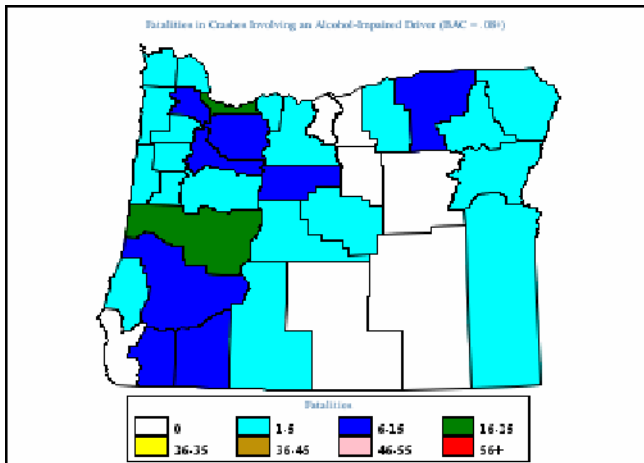 Fatalities in Crashes Involving an Alcohol-Impaired Driver (BAC = .08+)
Fatalities
0 1-5 6-15 16-25
36-35 36-45 46-55 56+